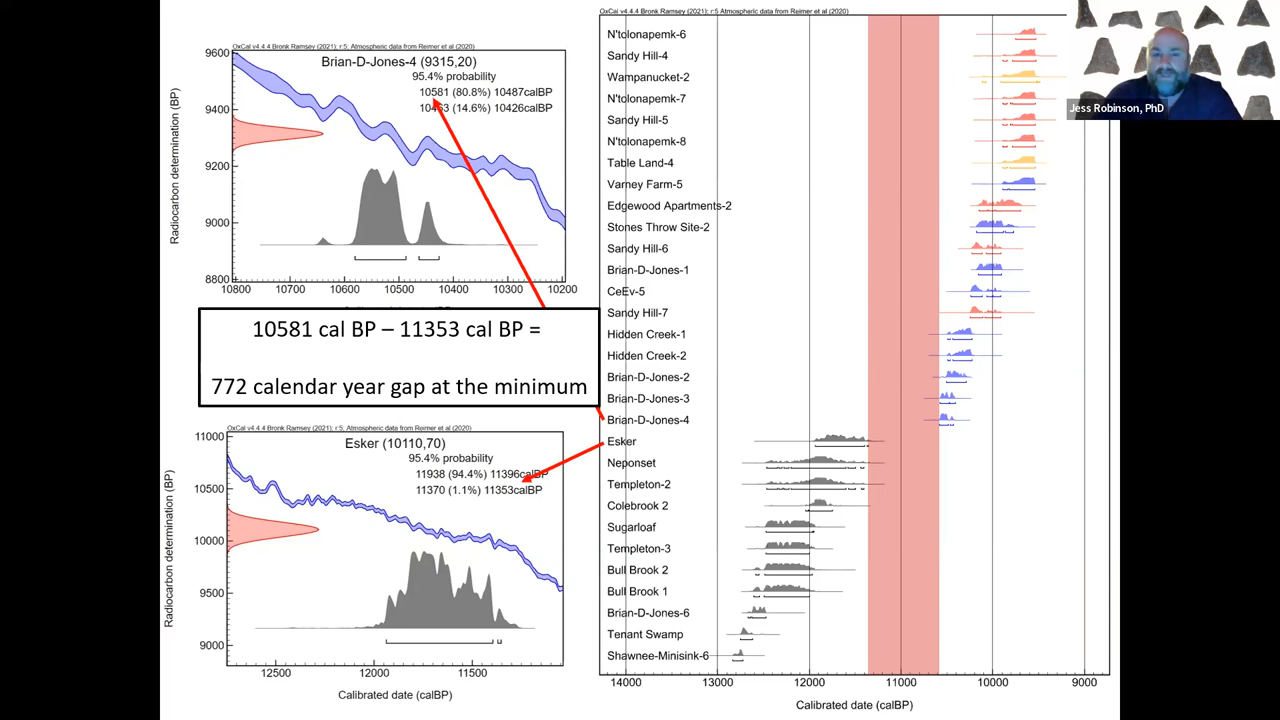 OxCal v4.4.4 Bronk Ramsey (2021); r:5; Atmospheric data from Reimer et al (2020)
Brian-D-Jones-4 (9315,20)
95.4% probability
10581 (80.8%) 10487calBP
(14.6%) 10426calBP
Radiocarbon determination (BP)
9600
9400
9200
9000
8800
10800
10700
10600
10500
10400
10300
10200
10581 cal BP – 11353 cal BP =
772 calendar year gap at the minimum
OxCal v4.4.4 Bronk Ramsey (2021); r:5; Atmospheric data from Reimer et al (2020)
Esker (10110,70)
95.4% probability
11938 (94.4%) 11396calBP
11370 (1.1%) 11353calBP
Radiocarbon determination (BP)
11000
10500
10000
9500
9000
12500
12000
11500
Calibrated date (calBP)
OxCal v4.4.4 Bronk Ramsey (2021); r:5 Atmospheric data from Reimer et al (2020)
N'tolonapemk-6
Sandy Hill-4
Wampanucket-2
N'tolonapemk-7
Sandy Hill-5
N'tolonapemk-8
Table Land-4
Varney Farm-5
Edgewood Apartments-2
Stones Throw Site-2
Sandy Hill-6
Brian-D-Jones-1
CeEv-5
Sandy Hill-7
Hidden Creek-1
Hidden Creek-2
Brian-D-Jones-2
Brian-D-Jones-3
Brian-D-Jones-4
Esker
Neponset
Templeton-2
Colebrook 2
Sugarloaf
Templeton-3
Bull Brook 2
Bull Brook 1
Brian-D-Jones-6
Tenant Swamp
Shawnee-Minisink-6
14000
13000
12000
11000
10000
9000
Calibrated date (calBP)
Jess Robinson, PhD